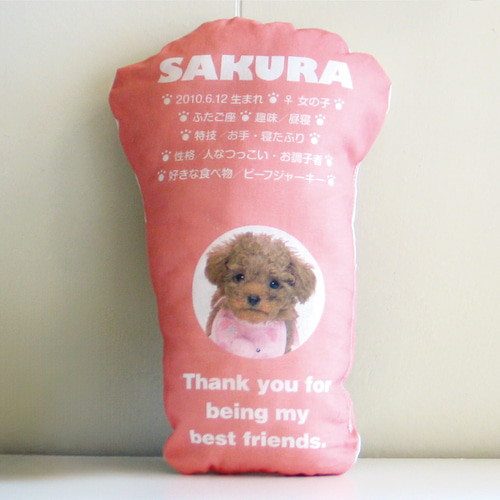 SAKURA
2010.6.12 生まれ ♀ 女の子
ふたご座 趣味／昼寝
特技／お手・寝たふり
性格／人なつっこい・お調子者
好きな食べ物／ビーフジャーキー
Thank you for
being my
best friends.